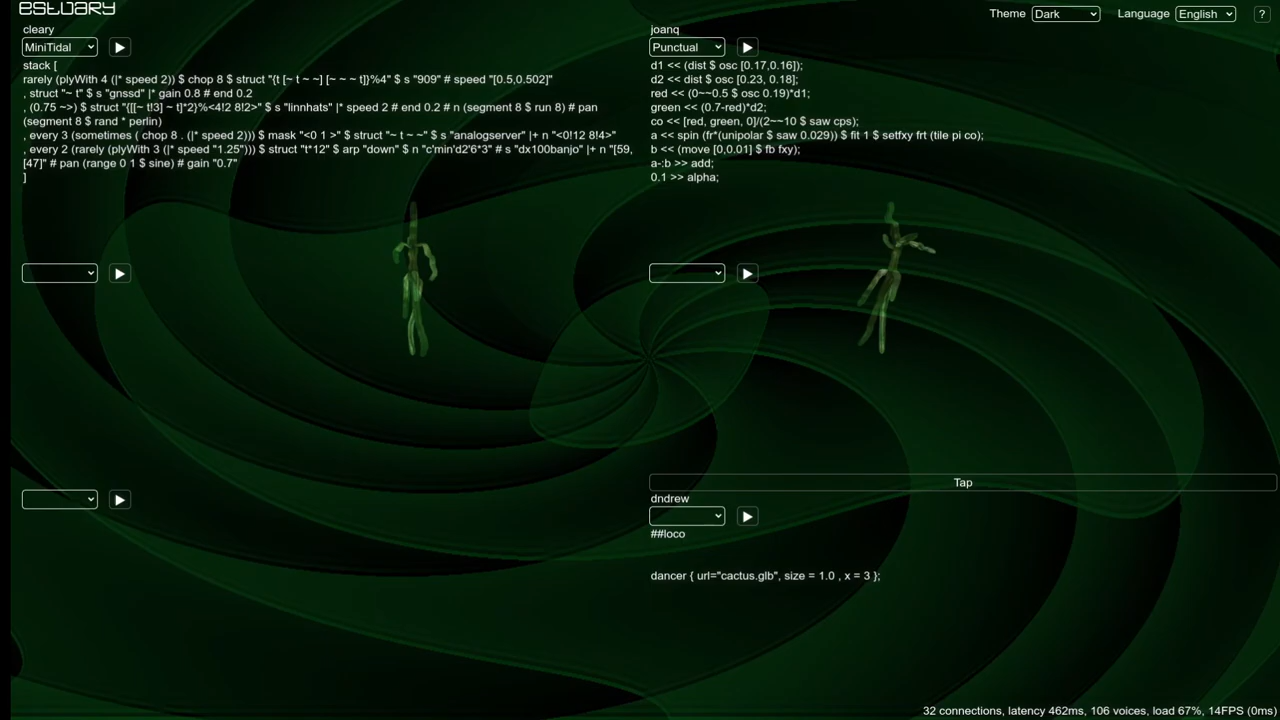 ESTUARY
Theme Dark Language English ?
cleary
MiniTidal
stack [
rarely (plyWith 4 (|* speed 2)) $ chop 8 $ struct "{t [~ t ~ ~] [~ ~ ~ t]}%4" $ s "909" # speed "[0.5,0.502]"
, struct "~ t" $ s "gnssd" |* gain 0.8 # end 0.2
, (0.75 ~>) $ struct "{[[~ t!3] ~ t]*2}%<4!2 8!2>" $ s "linnhats" |* speed 2 # end 0.2 # n (segment 8 $ run 8) # pan
(segment 8 $ rand * perlin)
, every 3 (sometimes ( chop 8 . (|* speed 2))) $ mask "<0 1 >" $ struct "~ t ~ ~" $ s "analogserver" |+ n "<0!12 8!4>"
, every 2 (rarely (plyWith 3 (|* speed "1.25"))) $ struct "t*12" $ arp "down" $ n "c'min'd2'6*3" # s "dx100banjo" |+ n "[59,
[47]" # pan (range 0 1 $ sine) # gain "0.7"
]
joanq
Punctual
d1 << (dist $ osc [0.17,0.16]);
d2 << dist $ osc [0.23, 0.18];
red << (0~~0.5 $ osc 0.19)*d1;
green << (0.7-red)*d2;
co << [red, green, 0]/(2~~10 $ saw cps);
a << spin (fr*(unipolar $ saw 0.029)) $ fit 1 $ setfxy frt (tile pi co);
b << (move [0,0.01] $ fb fxy);
a-:b >> add;
0.1 >> alpha;
Tap
dndrew
##loco
dancer { url="cactus.glb", size = 1.0 , x = 3 };
32 connections, latency 462ms, 106 voices, load 67%, 14FPS (0ms)